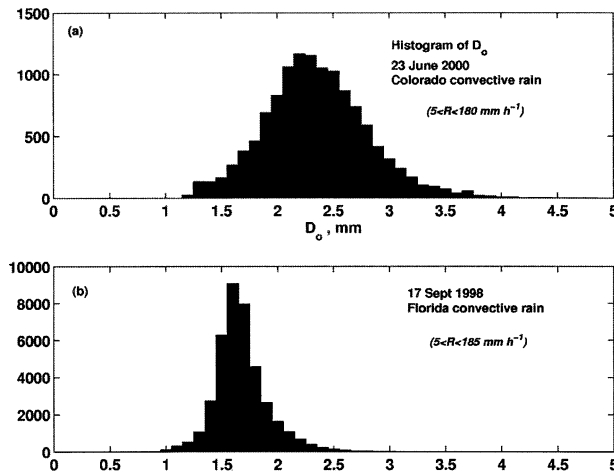 1500
(a)
Histogram of D₀
23 June 2000
1000
Colorado convective rain
(5<R<180 mm h⁻¹)
500
0
0 0.5 1 1.5 2 2.5 3 3.5 4 4.5 5
D₀ , mm
10000
(b)
17 Sept 1998
8000
Florida convective rain
6000
(5<R<185 mm h⁻¹)
4000
2000
0
0 0.5 1 1.5 2 2.5 3 3.5 4 4.5 5